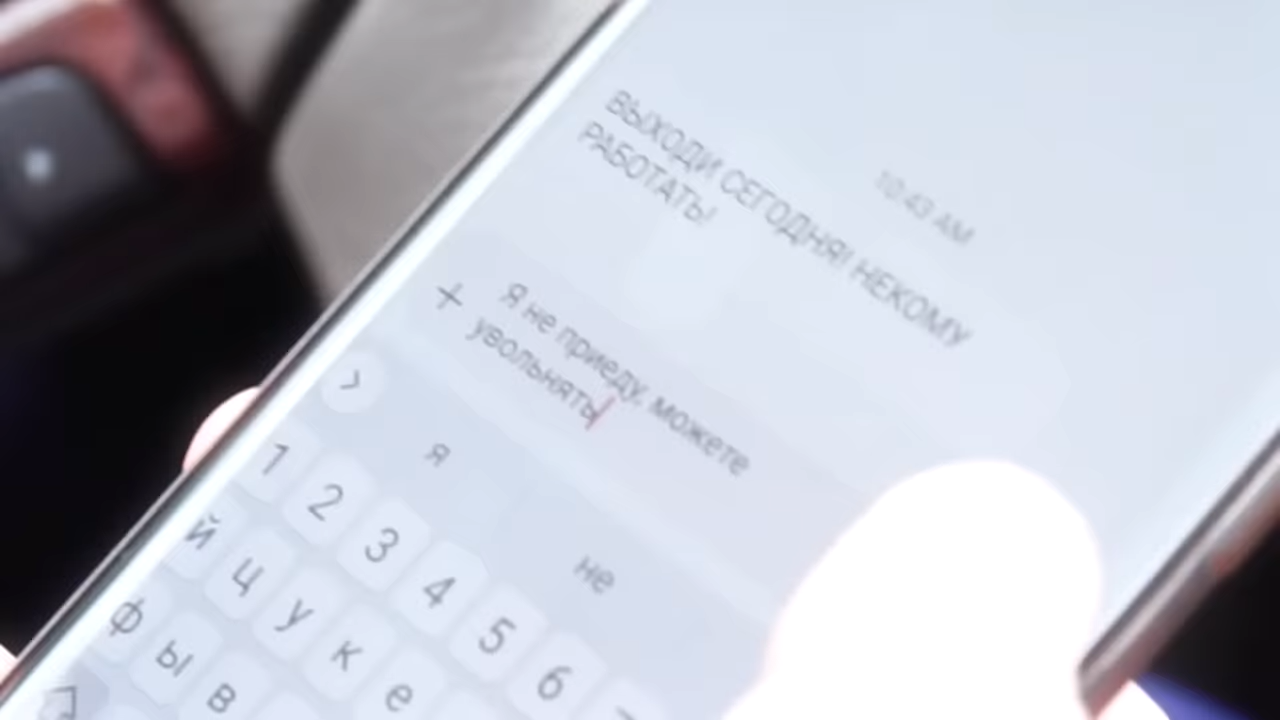 10:43 AM
ВЫХОДИ СЕГОДНЯ! НЕКОМУ
РАБОТАТЬ!
+ Я не приеду, можете
увольнять
я не
1 2 3 4 5 6
й ц у к е
ф ы в